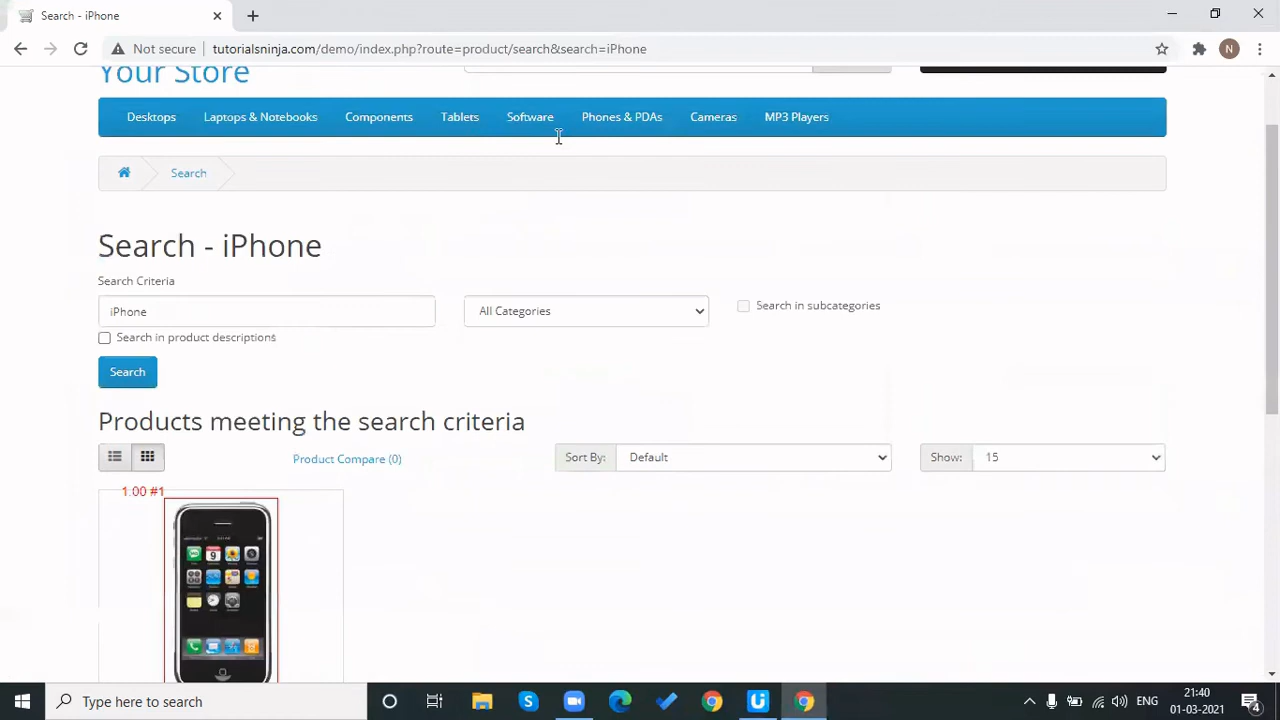 Search - iPhone
Not secure
tutorialsninja.com/demo/index.php?route=product/search&search=iPhone
N
Your Store
Desktops
Laptops & Notebooks
Components
Tablets
Software
Phones & PDAs
Cameras
MP3 Players
Search
Search - iPhone
Search Criteria
iPhone
All Categories
Search in subcategories
Search in product descriptions
Search
Products meeting the search criteria
Product Compare (0)
Sort By:
Default
Show:
15
1.00 #1
9
Type here to search
ENG
21:40
01-03-2021
4